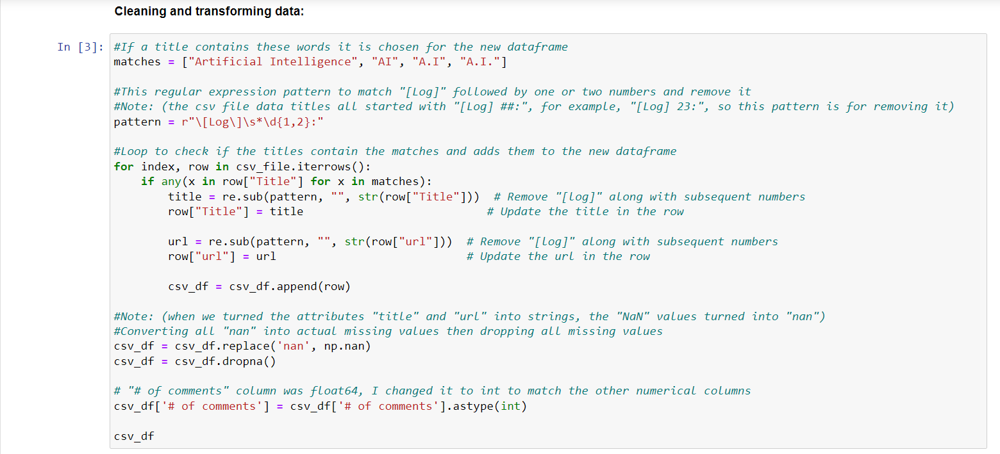 Cleaning and transforming data:
In [3]:
#If a title contains these words it is chosen for the new dataframe
matches = ["Artificial Intelligence", "AI", "A.I", "A.I."]
#This regular expression pattern to match "[Log]" followed by one or two numbers and remove it
#Note: (the csv file data titles all started with "[Log] ##:", for example, "[Log] 23:", so this pattern is for removing it)
pattern = r"\[Log\]\s*\d{1,2}:"
#Loop to check if the titles contain the matches and adds them to the new dataframe
for index, row in csv_file.iterrows():
    if any(x in row["Title"] for x in matches):
        title = re.sub(pattern, "", str(row["Title"]))  # Remove "[log]" along with subsequent numbers
        row["Title"] = title                           # Update the title in the row
        url = re.sub(pattern, "", str(row["url"]))  # Remove "[log]" along with subsequent numbers
        row["url"] = url                            # Update the url in the row
        csv_df = csv_df.append(row)
#Note: (when we turned the attributes "title" and "url" into strings, the "NaN" values turned into "nan")
#Converting all "nan" into actual missing values then dropping all missing values
csv_df = csv_df.replace('nan', np.nan)
csv_df = csv_df.dropna()
# "# of comments" column was float64, I changed it to int to match the other numerical columns
csv_df['# of comments'] = csv_df['# of comments'].astype(int)
csv_df